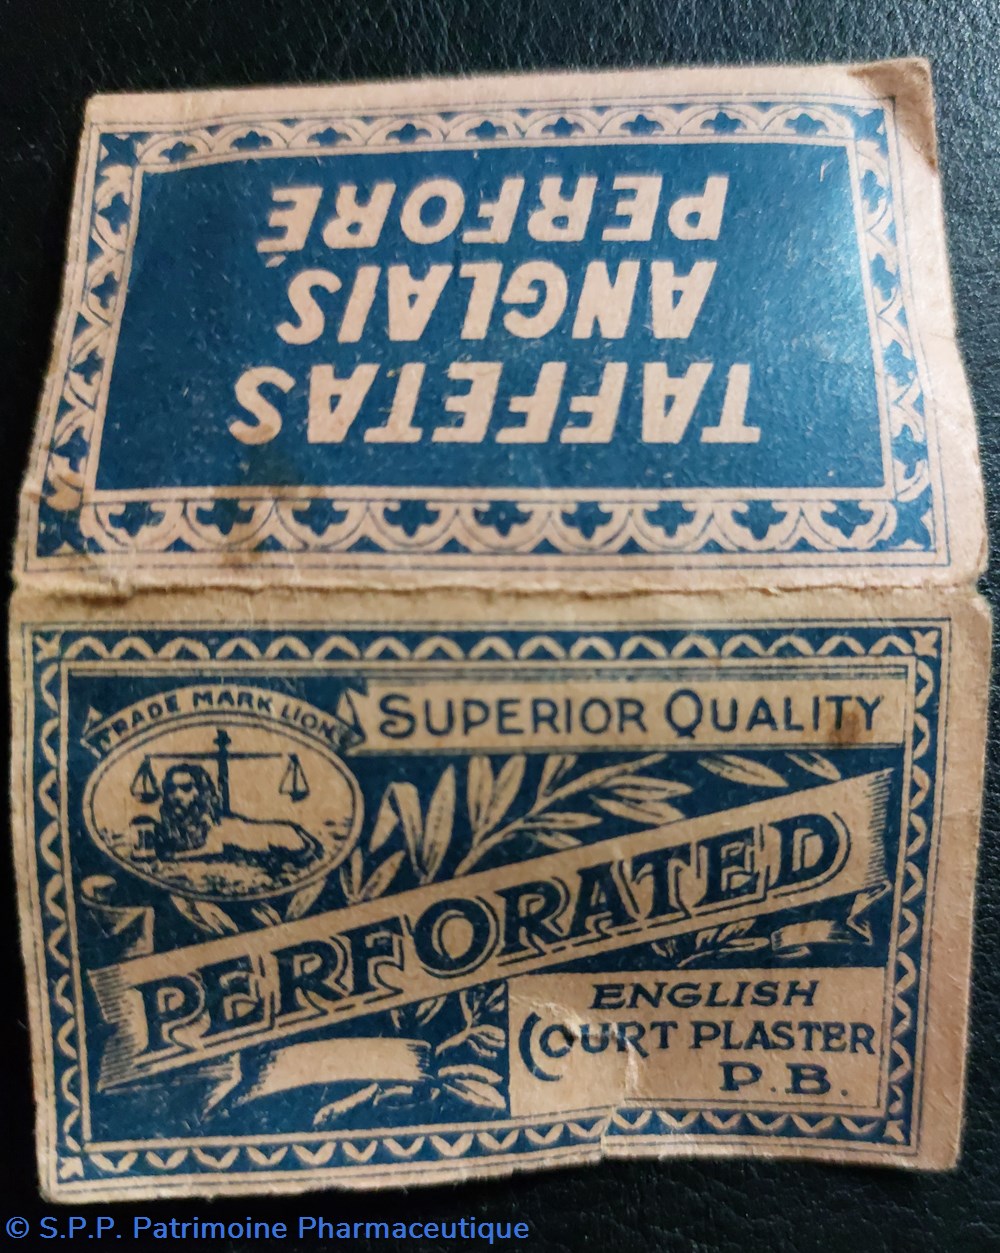 TAFFETAS
ANGLAIS
PERFORÉ
TRADE MARK LION
SUPERIOR QUALITY
PERFORATED
ENGLISH
COURT PLASTER
P.B.
© S.P.P. Patrimoine Pharmaceutique